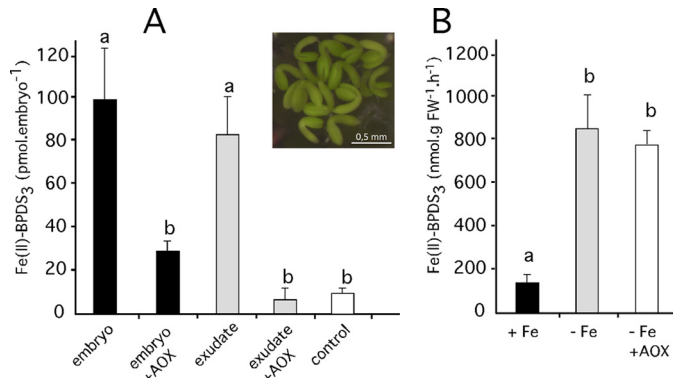 A
Fe(II)-BPDS3 (pmol.embryo-1)
120
100
80
60
40
20
0
a
b
a
b
b
0,5 mm
embryo
embryo
+AOX
exudate
exudate
+AOX
control
B
Fe(II)-BPDS3 (nmol.g FW-1.h-1)
1200
1000
800
600
400
200
0
a
b
b
+ Fe
- Fe
- Fe
+AOX